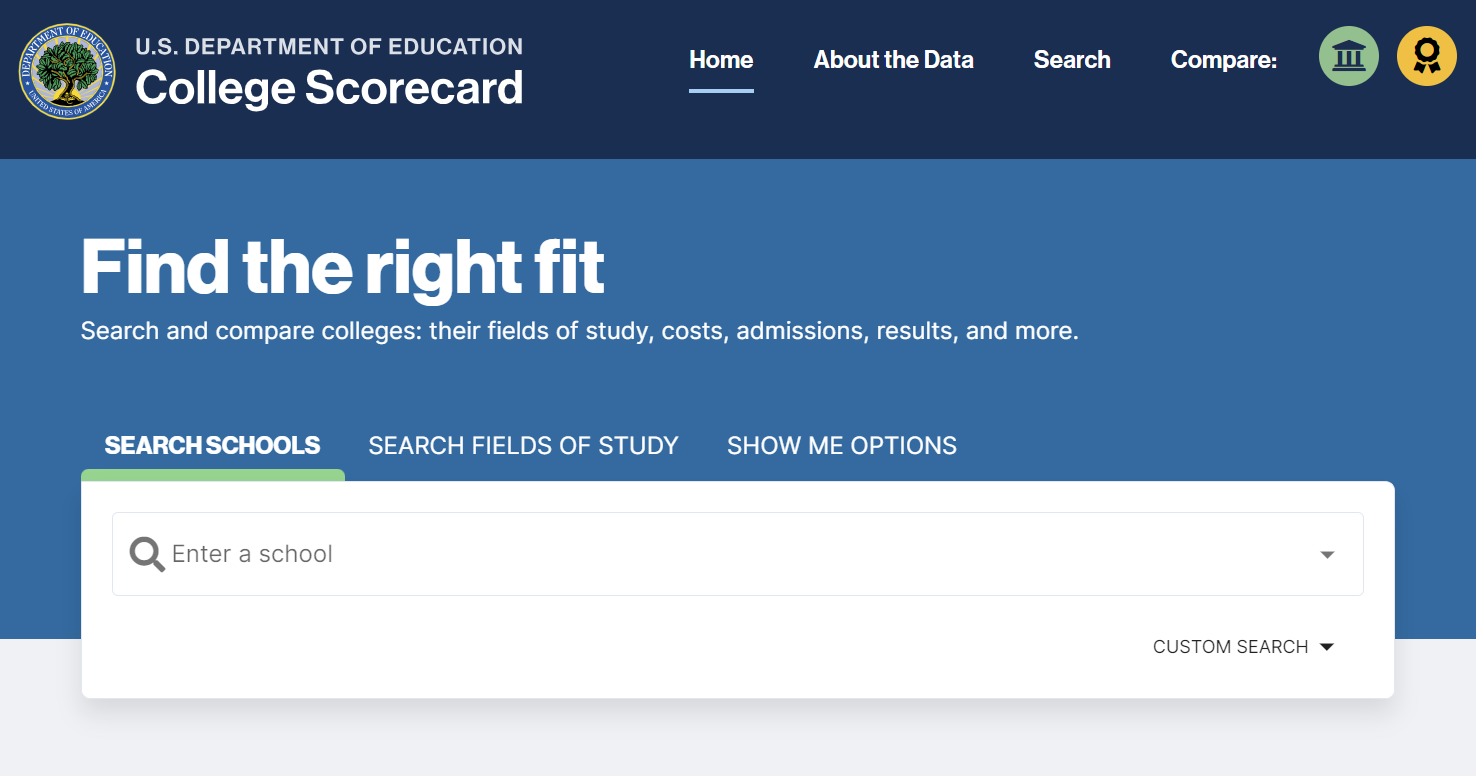 DEPARTMENT OF EDUCATION
UNITED STATES OF AMERICA
U.S. DEPARTMENT OF EDUCATION
College Scorecard
Home About the Data Search Compare:
Find the right fit
Search and compare colleges: their fields of study, costs, admissions, results, and more.
SEARCH SCHOOLS SEARCH FIELDS OF STUDY SHOW ME OPTIONS
Enter a school
CUSTOM SEARCH